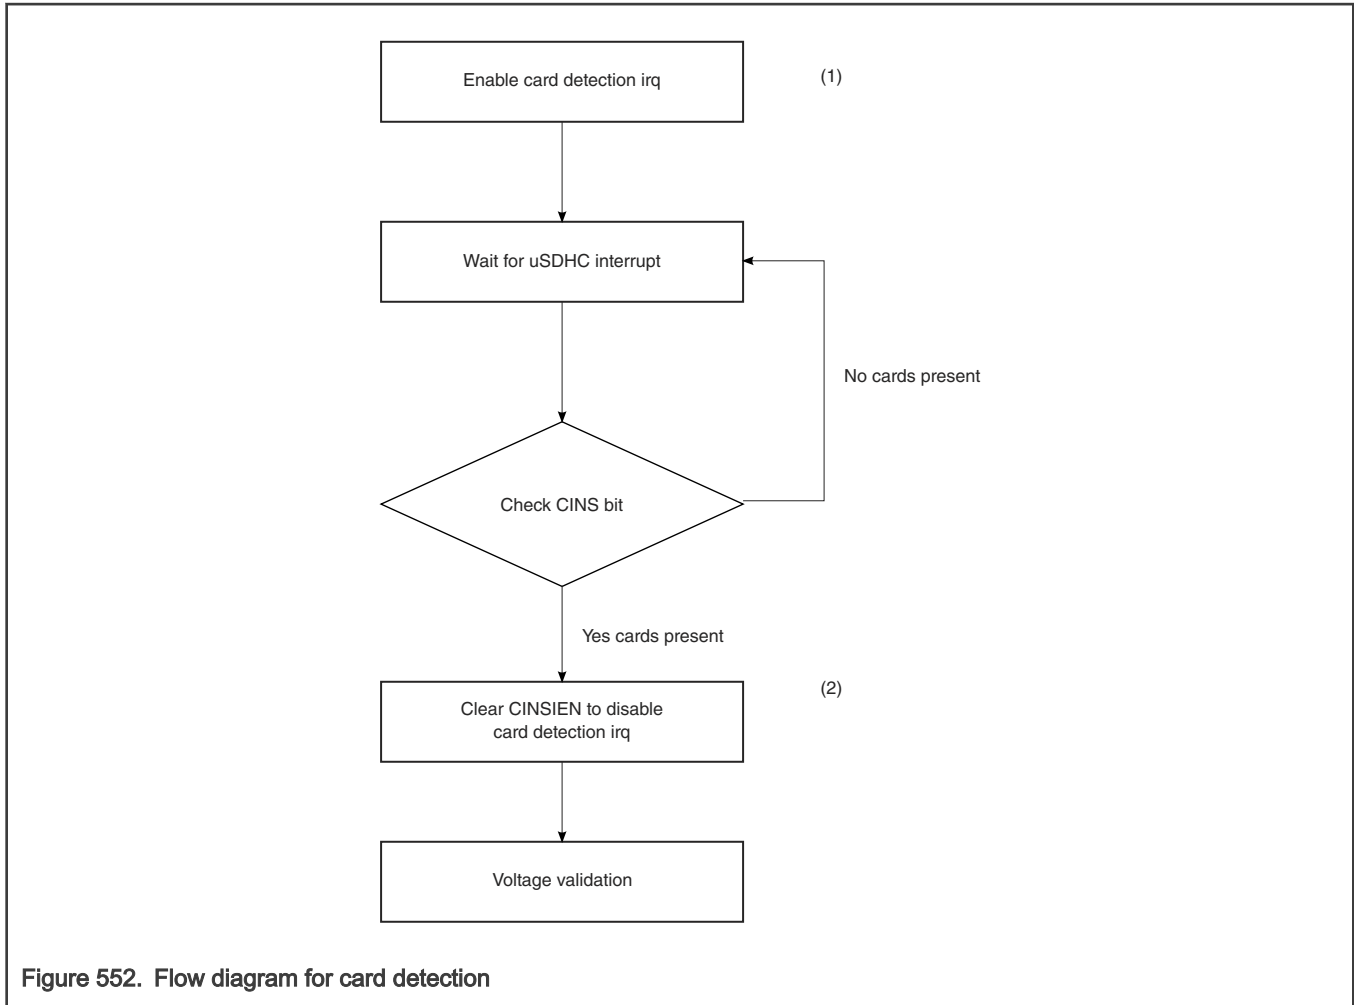 Enable card detection irq
(1)
Wait for uSDHC interrupt
No cards present
Check CINS bit
Yes cards present
(2)
Clear CINSIEN to disable
card detection irq
Voltage validation
Figure 552. Flow diagram for card detection